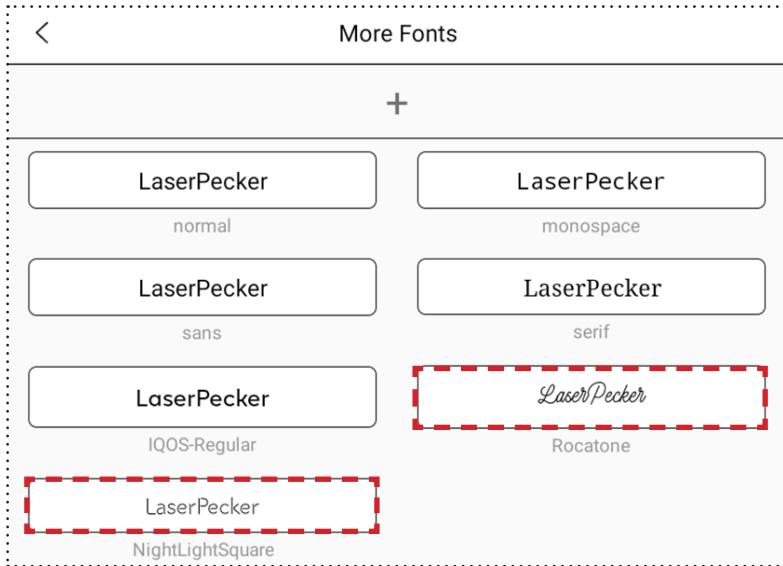 More Fonts
+
LaserPecker LaserPecker
normal monospace
LaserPecker LaserPecker
sans serif
LaserPecker LaserPecker
IQOS-Regular Rocatone
LaserPecker
NightLightSquare